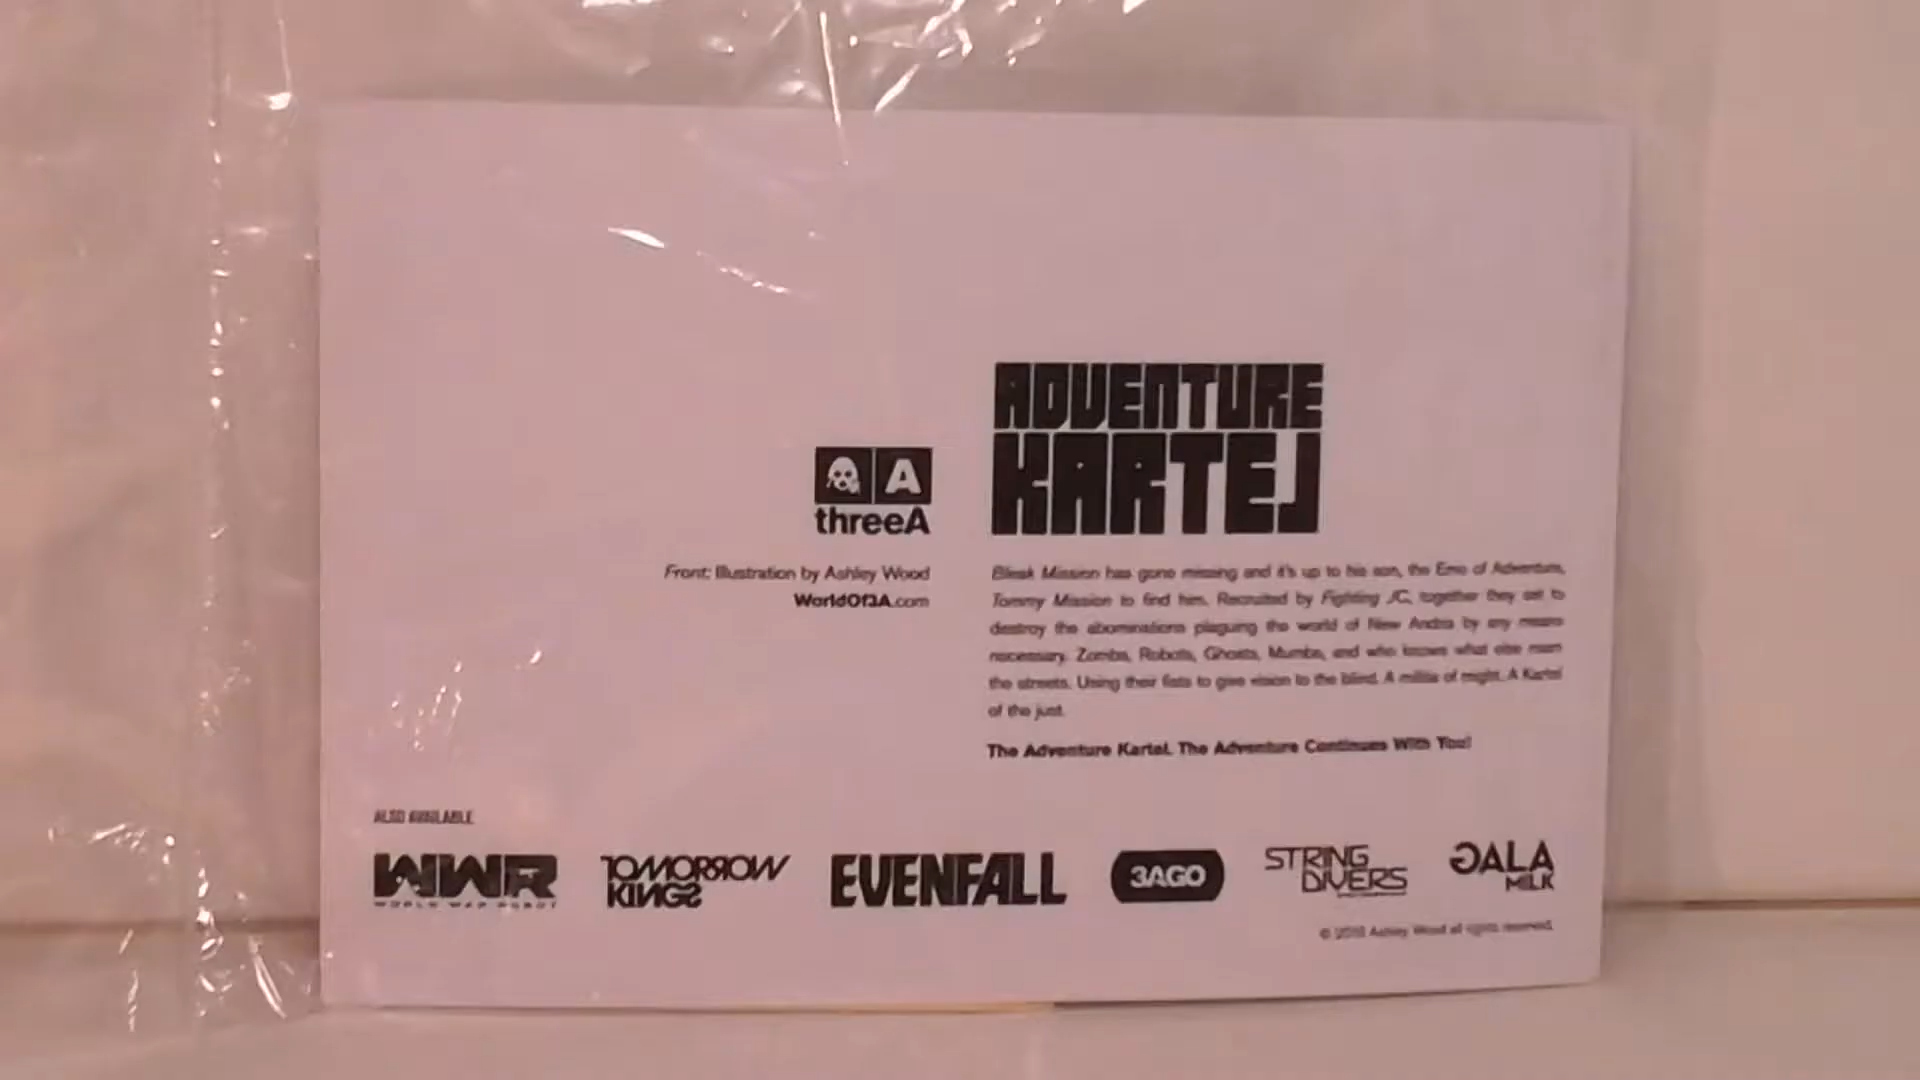 ADVENTURE
KARTEL
A
threeA
Front: Illustration by Ashley Wood
WorldOf3A.com
Bleak Mission has gone missing and it's up to his son, the Emo of Adventure,
Tommy Mission to find him. Recruited by Fighting JC, together they set to
destroy the abominations plaguing the world of New Andra by any means
necessary. Zombs, Robots, Ghosts, Mumbs, and who knows what else roam
the streets. Using their fists to give vision to the blind. A militia of might. A Kartel
of the just.
The Adventure Kartel. The Adventure Continues With You!
ALSO AVAILABLE
WWR
WORLD WAR ROBOT
TOMORROW
KINGS
EVENFALL
3AGO
STRING
DIVERS
GALA
MILK
© Ashley Wood all rights reserved.